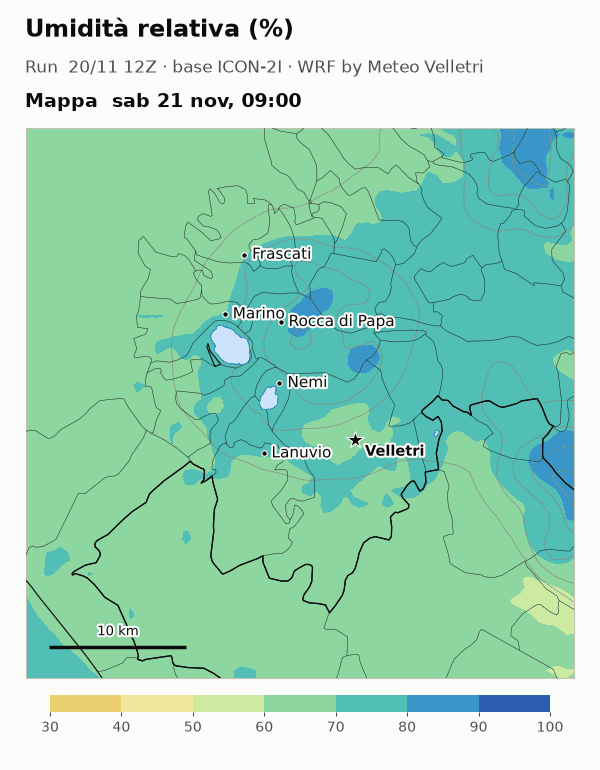 Umidità relativa (%)
Run  20/11 12Z · base ICON-2I · WRF by Meteo Velletri
Mappa  sab 21 nov, 09:00
Frascati
Marino
Rocca di Papa
Nemi
Velletri
Lanuvio
10 km
30 40 50 60 70 80 90 100